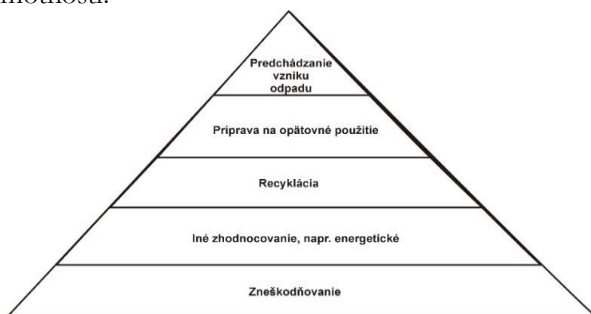 Predchádzanie
vzniku
odpadu
Príprava na opätovné použitie
Recyklácia
Iné zhodnocovanie, napr. energetické
Zneškodňovanie